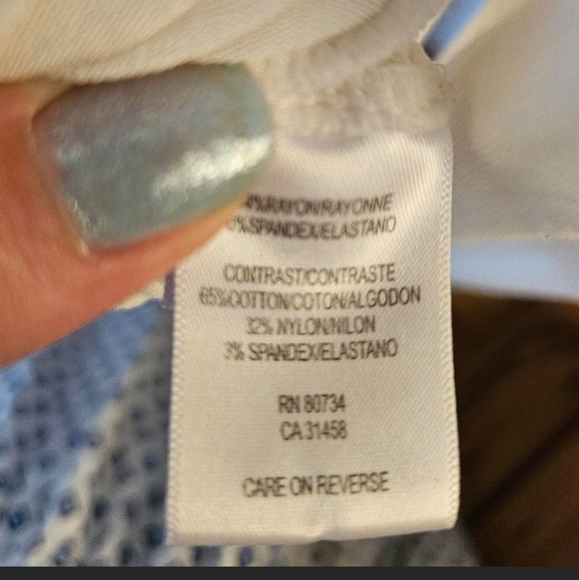 %RAYON/RAYONNE
%SPANDEX/ELASTANO
CONTRAST/CONTRASTE
65%COTTON/COTON/ALGODON
32% NYLON/NILON
3% SPANDEX/ELASTANO
RN 80734
CA 31458
CARE ON REVERSE